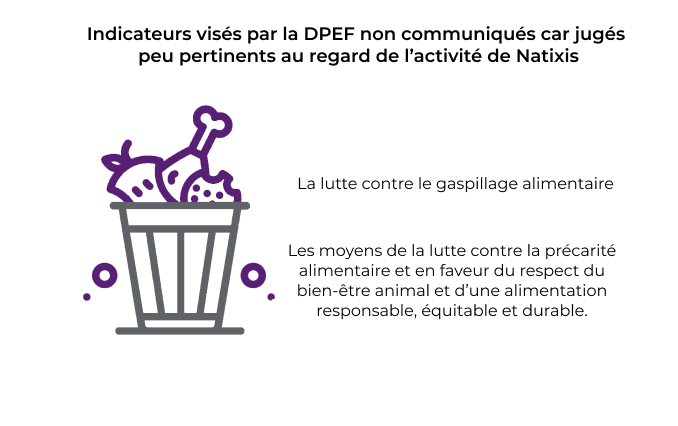 Indicateurs visés par la DPEF non communiqués car jugés
peu pertinents au regard de l’activité de Natixis
La lutte contre le gaspillage alimentaire
Les moyens de la lutte contre la précarité
alimentaire et en faveur du respect du
bien-être animal et d’une alimentation
responsable, équitable et durable.